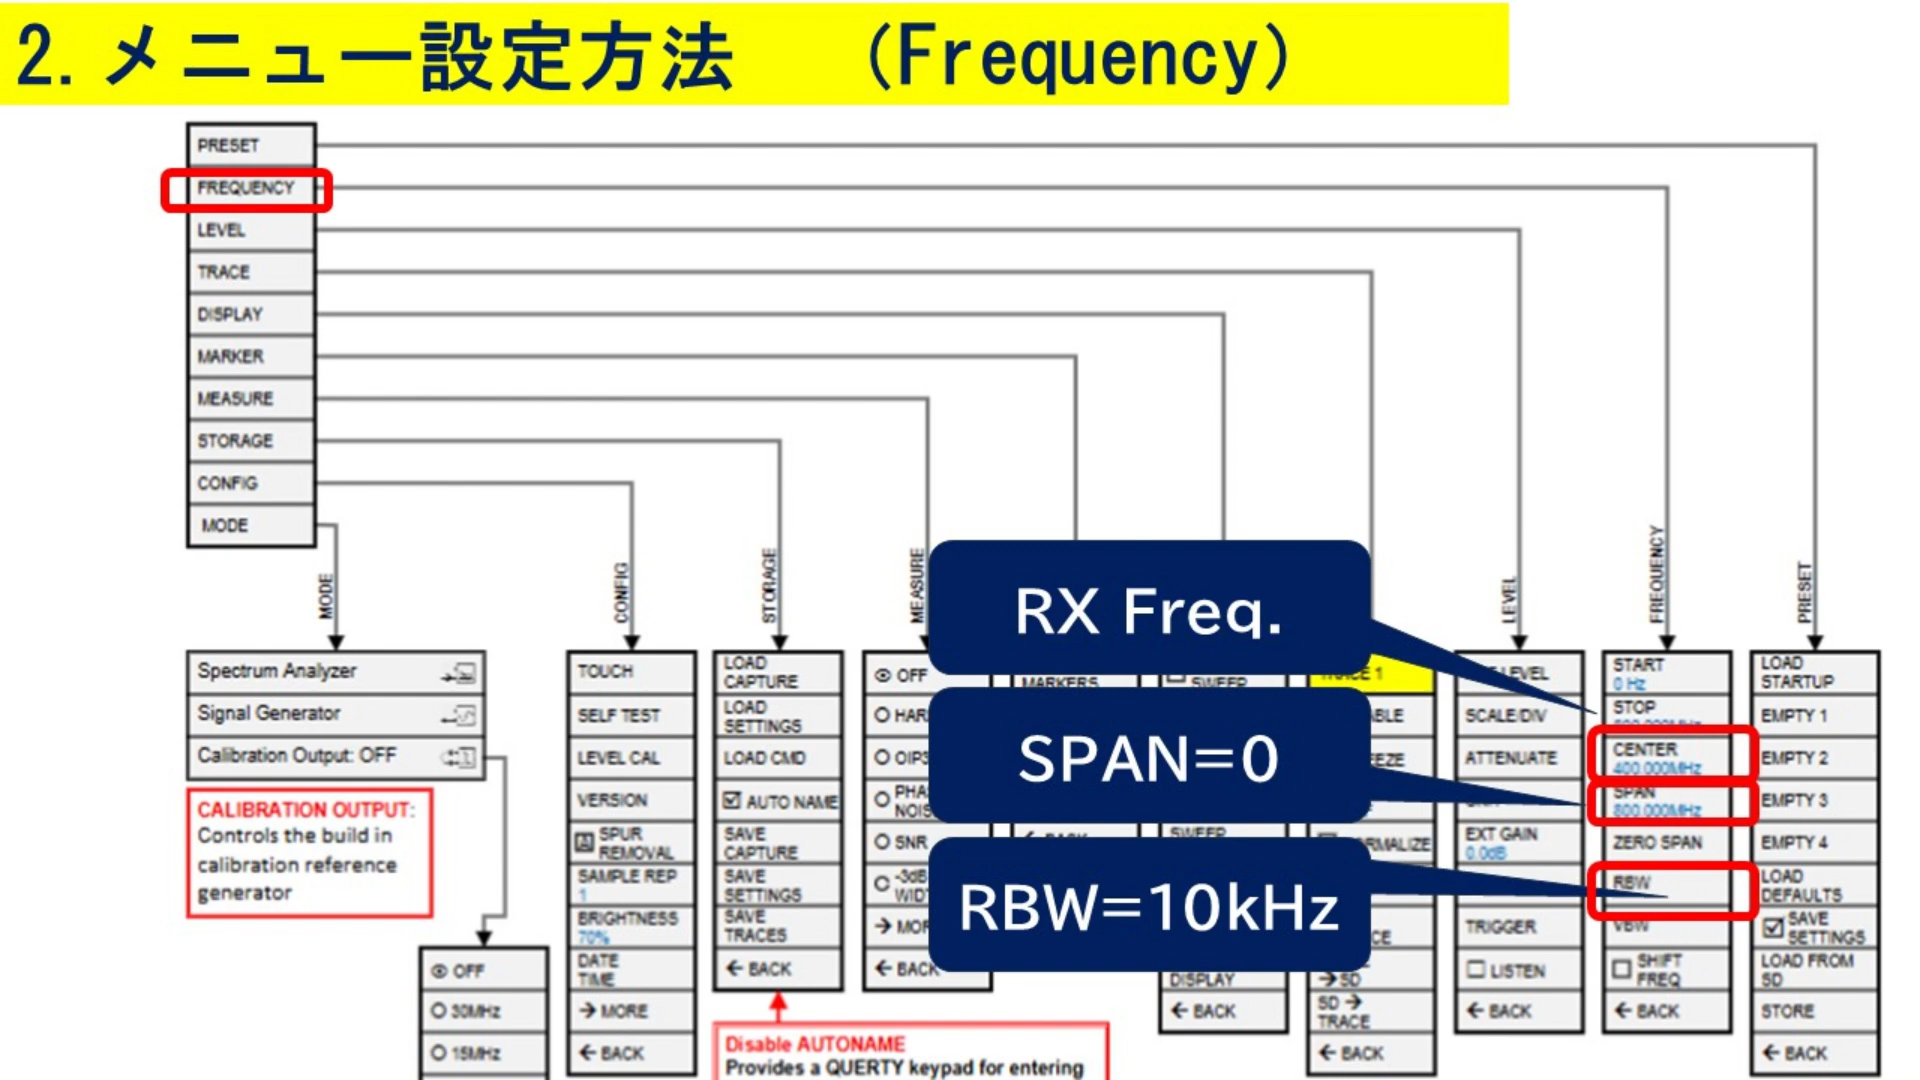 2.メニュー設定方法 (Frequency)
PRESET
FREQUENCY
LEVEL
TRACE
DISPLAY
MARKER
MEASURE
STORAGE
CONFIG
MODE
MODE
CONFIG
STORAGE
MEASURE
LEVEL
FREQUENCY
PRESET
Spectrum Analyzer
Signal Generator
Calibration Output: OFF
CALIBRATION OUTPUT:
Controls the build in
calibration reference
generator
OFF
30MHz
15MHz
TOUCH
SELF TEST
LEVEL CAL
VERSION
SPUR
REMOVAL
SAMPLE REP
1
BRIGHTNESS
70%
DATE
TIME
→ MORE
← BACK
LOAD
CAPTURE
LOAD
SETTINGS
LOAD CMD
AUTO NAME
SAVE
CAPTURE
SAVE
SETTINGS
SAVE
TRACES
← BACK
Disable AUTONAME
Provides a QUERTY keypad for entering
OFF
SNR
-3dB
← BACK
RX Freq.
SPAN=0
RBW=10kHz
MARKERS
SWEEP
SWEEP
DISPLAY
← BACK
→SD
SD →
TRACE
← BACK
LEVEL
SCALE/DIV
ATTENUATE
EXT GAIN
0.0dB
TRIGGER
LISTEN
← BACK
START
0 Hz
STOP
CENTER
400.000MHz
SPAN
800.000MHz
ZERO SPAN
RBW
VBW
SHIFT
FREQ
← BACK
LOAD
STARTUP
EMPTY 1
EMPTY 2
EMPTY 3
EMPTY 4
LOAD
DEFAULTS
SAVE
SETTINGS
LOAD FROM
SD
STORE
← BACK